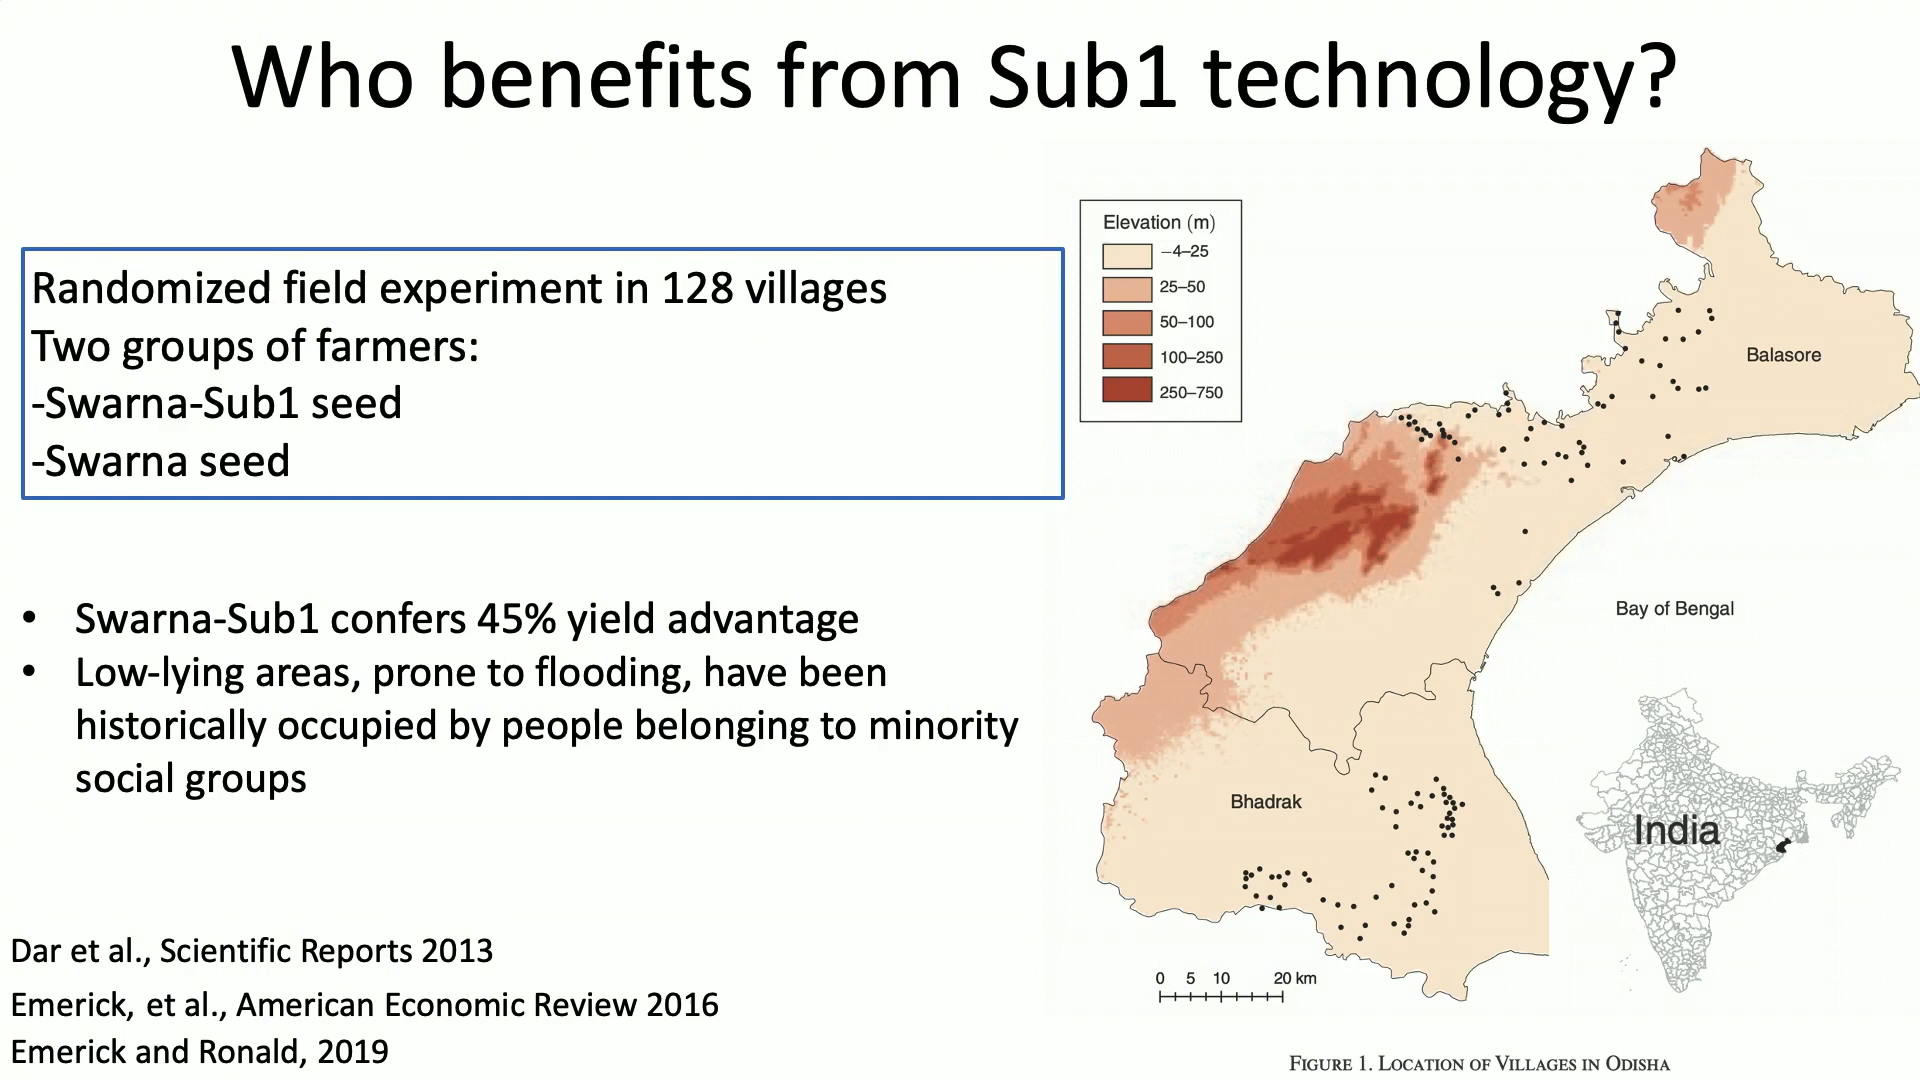 Who benefits from Sub1 technology?
Randomized field experiment in 128 villages
Two groups of farmers:
-Swarna-Sub1 seed
-Swarna seed
• Swarna-Sub1 confers 45% yield advantage
• Low-lying areas, prone to flooding, have been
historically occupied by people belonging to minority
social groups
Dar et al., Scientific Reports 2013
Emerick, et al., American Economic Review 2016
Emerick and Ronald, 2019
Elevation (m)
−4–25
25–50
50–100
100–250
250–750
Balasore
Bay of Bengal
Bhadrak
India
0 5 10 20 km
FIGURE 1. LOCATION OF VILLAGES IN ODISHA